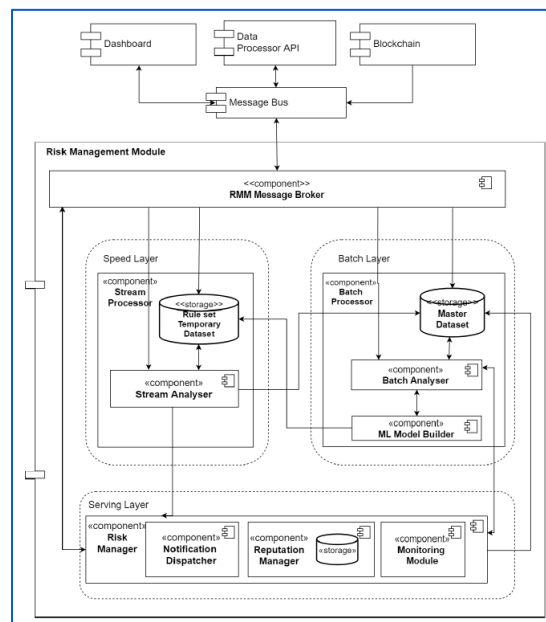 Dashboard
Data
Processor API
Blockchain
Message Bus
Risk Management Module
<<component>>
RMM Message Broker
Speed Layer
«component»
Stream
Processor
<<storage>>
Rule set
Temporary
Dataset
«component»
Stream Analyser
Batch Layer
«component»
Batch
Processor
<<storage>>
Master
Dataset
«component»
Batch Analyser
«component»
ML Model Builder
Serving Layer
«component»
Risk
Manager
«component»
Notification
Dispatcher
«component»
Reputation
Manager
«storage»
«component»
Monitoring
Module